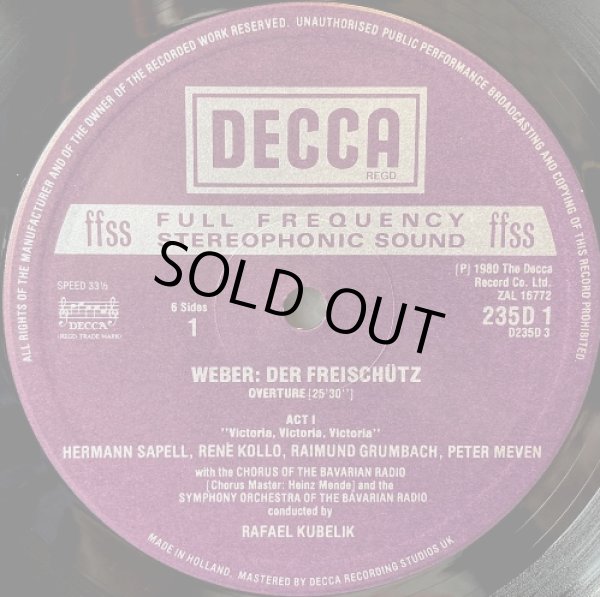 ALL RIGHTS OF THE MANUFACTURER AND OF THE OWNER OF THE RECORDED WORK RESERVED. UNAUTHORISED PUBLIC PERFORMANCE BROADCASTING AND COPYING OF THIS RECORD PROHIBITED
DECCA
REGD.
ffss FULL FREQUENCY STEREOPHONIC SOUND ffss
SPEED 33⅓
DECCA
(REGD. TRADE MARK)
6 Sides
1
(P) 1980 The Decca
Record Co. Ltd.
ZAL 16772
235D 1
D235D 3
SOLD OUT
WEBER: DER FREISCHÜTZ
OVERTURE [25'30"]
ACT I
"Victoria, Victoria, Victoria"
HERMANN SAPELL, RENÈ KOLLO, RAIMUND GRUMBACH, PETER MEVEN
with the CHORUS OF THE BAVARIAN RADIO
[Chorus Master: Heinz Mende] and the
SYMPHONY ORCHESTRA OF THE BAVARIAN RADIO
conducted by
RAFAEL KUBELIK
MADE IN HOLLAND. MASTERED BY DECCA RECORDING STUDIOS UK